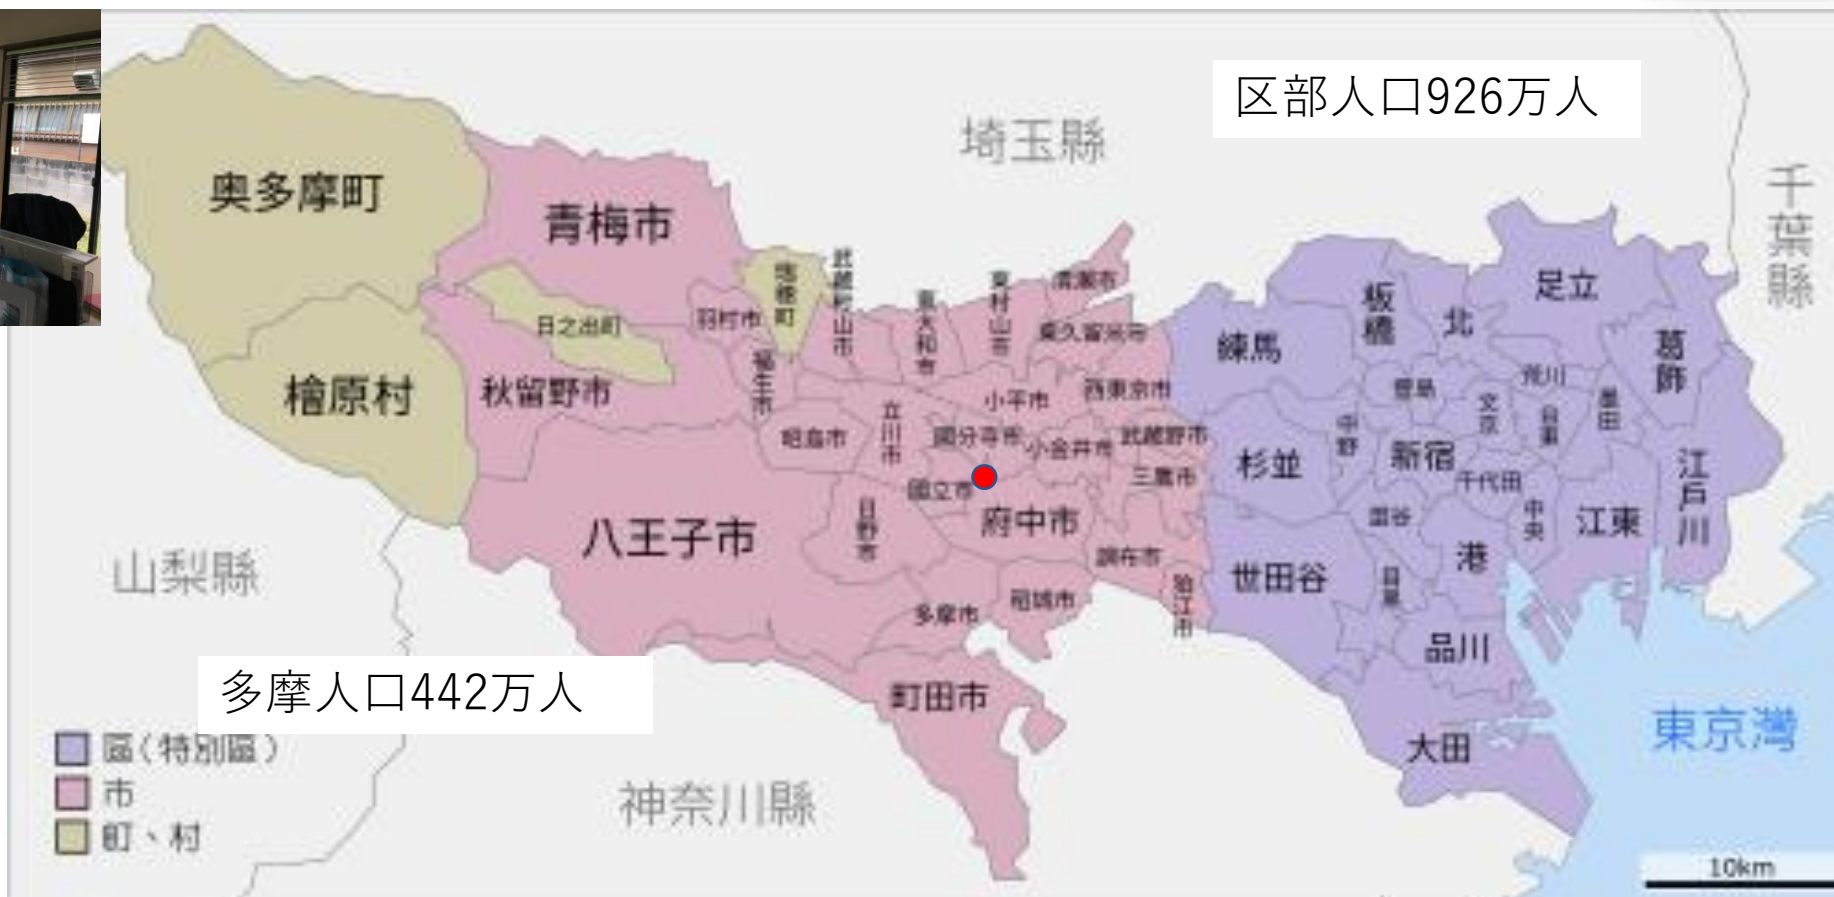 区部人口926万人
埼玉縣
千葉縣
奥多摩町
青梅市
足立
板橋
北
練馬
葛飾
武蔵村山市
東大和市
東村山市
清瀬市
東久留米市
瑞穂町
羽村市
日之出町
檜原村
秋留野市
福生市
小平市
西東京市
豊島
荒川
文京
墨田
昭島市
立川市
國分寺市
小金井市
武蔵野市
中野
杉並
新宿
千代田
江戸川
國立市
三鷹市
府中市
八王子市
日野市
中央
江東
港
調布市
世田谷
狛江市
山梨縣
多摩市
稲城市
品川
多摩人口442万人
町田市
東京灣
大田
區(特別區)
市
町、村
神奈川縣
10km